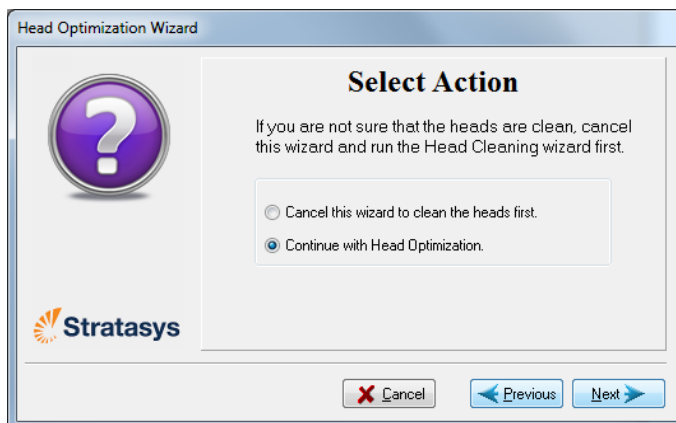 Head Optimization Wizard
Select Action
If you are not sure that the heads are clean, cancel
this wizard and run the Head Cleaning wizard first.
Cancel this wizard to clean the heads first.
Continue with Head Optimization.
Stratasys
Cancel
Previous
Next